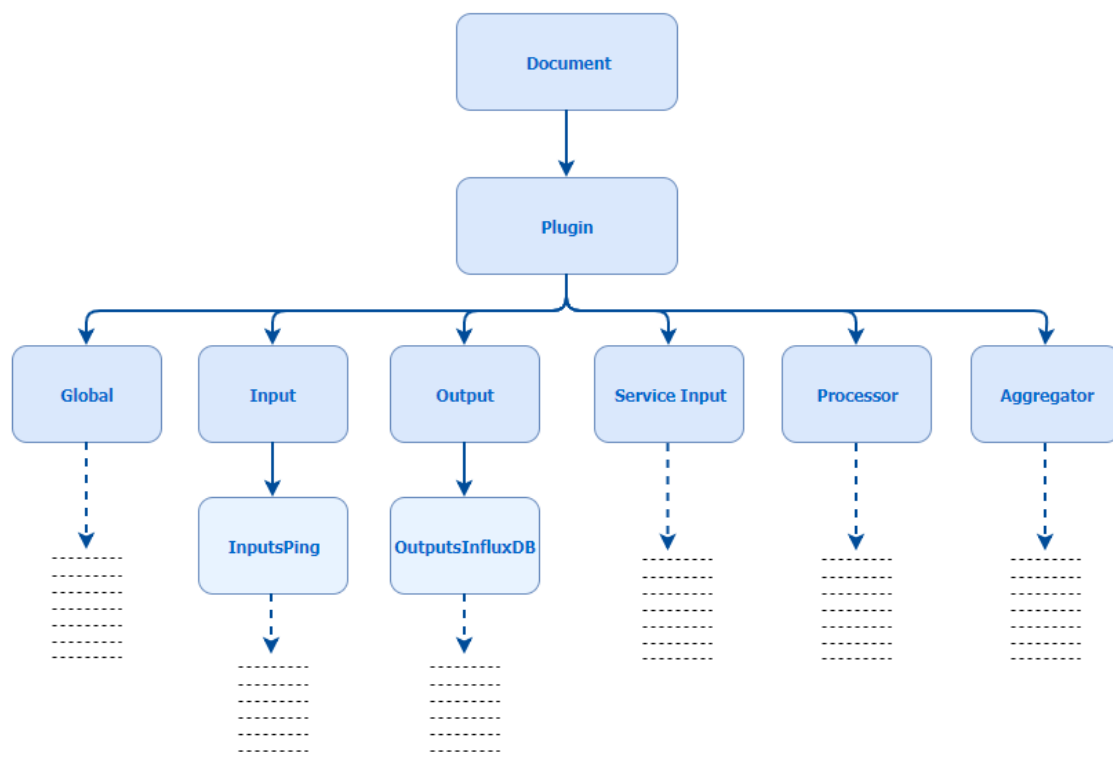 Document
Plugin
Global
Input
Output
Service Input
Processor
Aggregator
InputsPing
OutputsInfluxDB